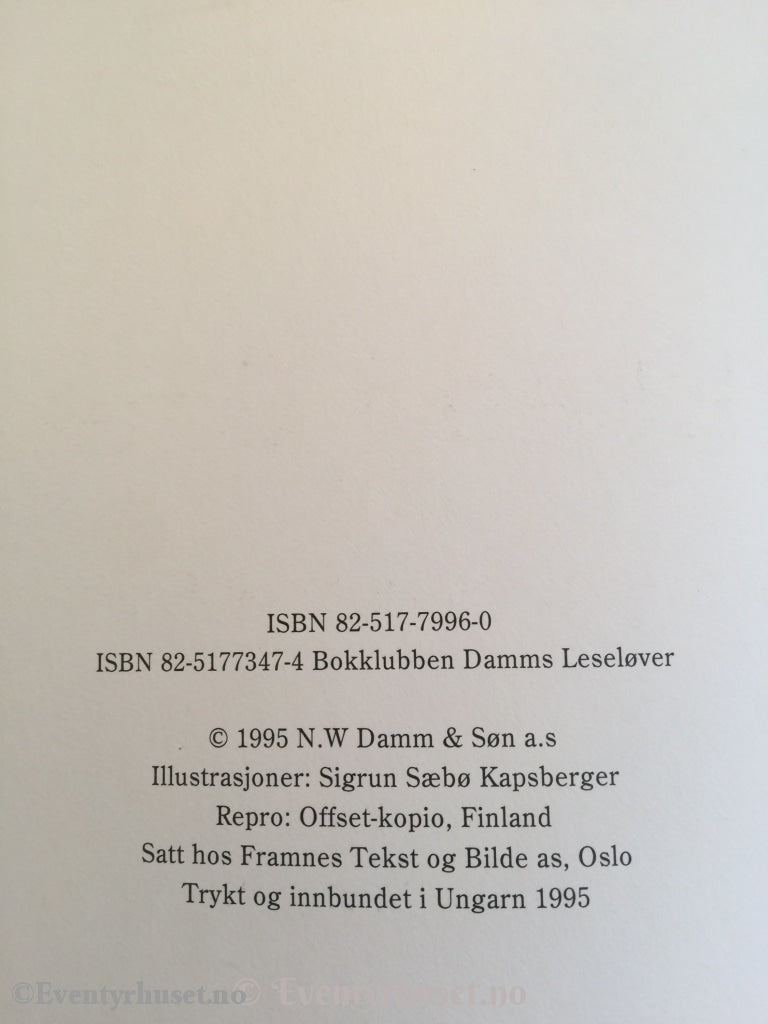 ISBN 82-517-7996-0
ISBN 82-5177347-4 Bokklubben Damms Leseløver
© 1995 N.W Damm & Søn a.s
Illustrasjoner: Sigrun Sæbø Kapsberger
Repro: Offset-kopio, Finland
Satt hos Framnes Tekst og Bilde as, Oslo
Trykt og innbundet i Ungarn 1995
©Eventyrhuset.no © Eventyrhuset.no